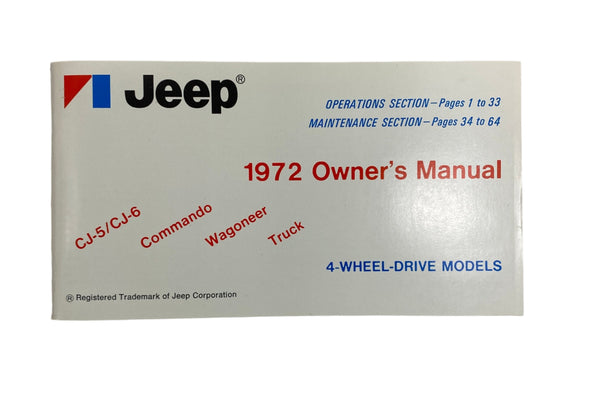 Jeep®
OPERATIONS SECTION—Pages 1 to 33
MAINTENANCE SECTION—Pages 34 to 64
1972 Owner's Manual
CJ-5/CJ-6
Commando
Wagoneer
Truck
4-WHEEL-DRIVE MODELS
® Registered Trademark of Jeep Corporation